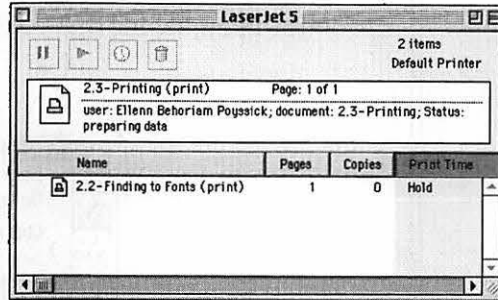 LaserJet 5
2 items
Default Printer
2.3-Printing (print) Page: 1 of 1
user: Ellenn Behoriam Poyssick; document: 2.3-Printing; Status:
preparing data
Name Pages Copies Print Time
2.2-Finding to Fonts (print) 1 0 Hold